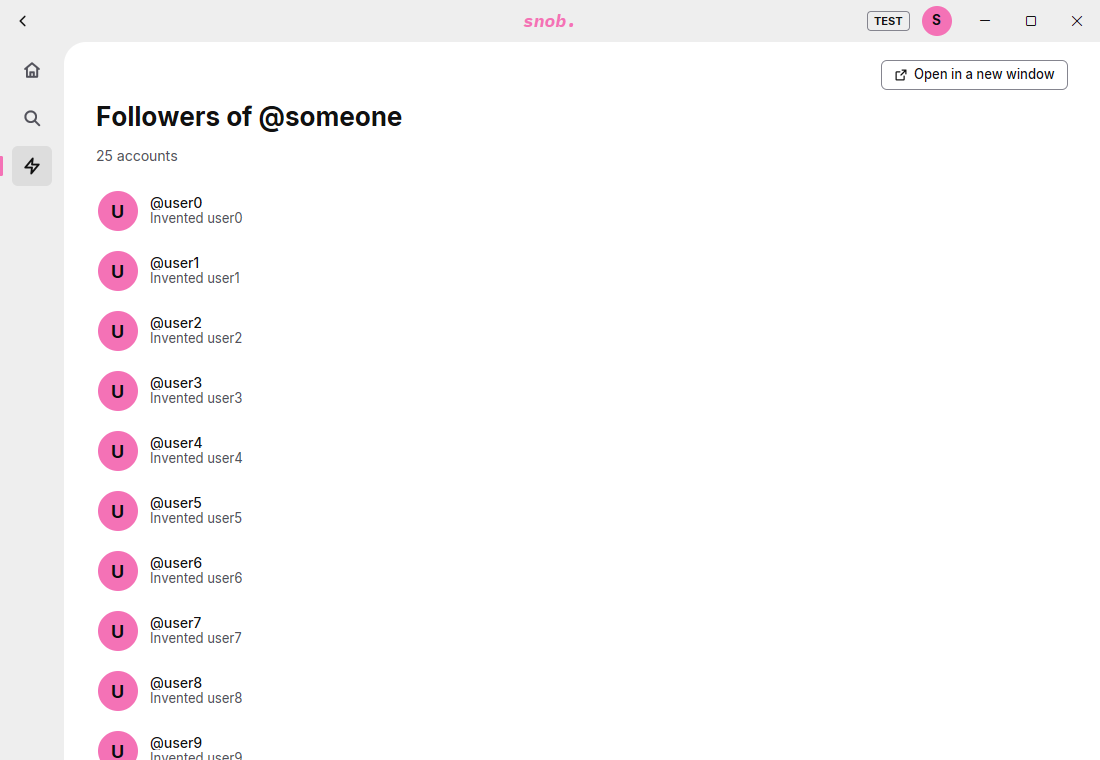 snob.
TEST
S
Open in a new window
Followers of @someone
25 accounts
U
@user0
Invented user0
U
@user1
Invented user1
U
@user2
Invented user2
U
@user3
Invented user3
U
@user4
Invented user4
U
@user5
Invented user5
U
@user6
Invented user6
U
@user7
Invented user7
U
@user8
Invented user8
U
@user9
Invented user9